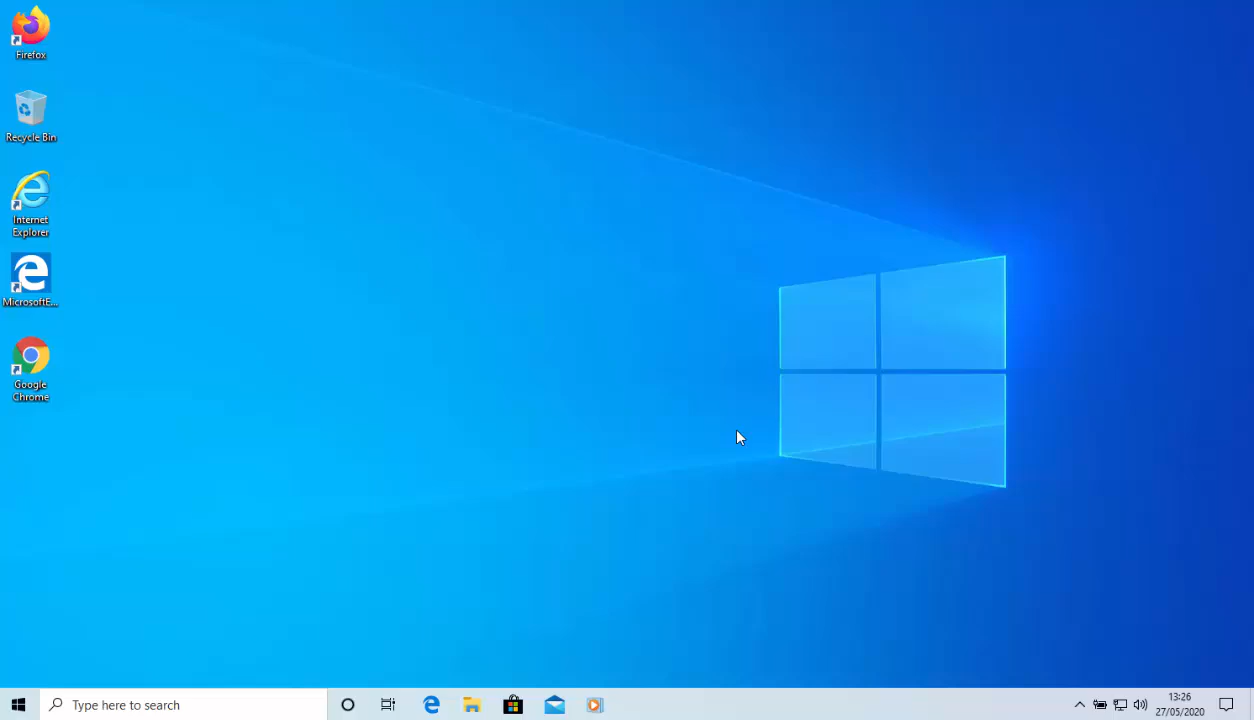 Firefox
Recycle Bin
Internet
Explorer
MicrosoftE...
Google
Chrome
Type here to search
13:26
27/05/2020